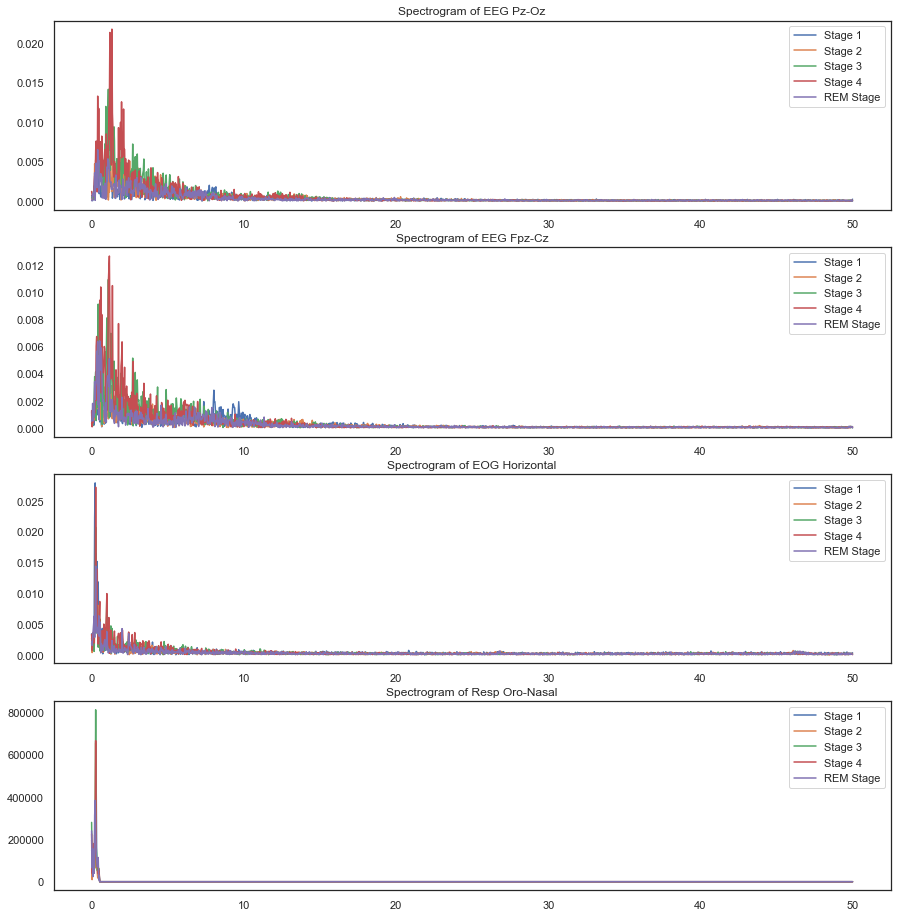 Spectrogram of EEG Pz-Oz
0.020
0.015
0.010
0.005
0.000
Stage 1
Stage 2
Stage 3
Stage 4
REM Stage
0 10 20 30 40 50
Spectrogram of EEG Fpz-Cz
0.012
0.010
0.008
0.006
0.004
0.002
0.000
Stage 1
Stage 2
Stage 3
Stage 4
REM Stage
0 10 20 30 40 50
Spectrogram of EOG Horizontal
0.025
0.020
0.015
0.010
0.005
0.000
Stage 1
Stage 2
Stage 3
Stage 4
REM Stage
0 10 20 30 40 50
Spectrogram of Resp Oro-Nasal
800000
600000
400000
200000
0
Stage 1
Stage 2
Stage 3
Stage 4
REM Stage
0 10 20 30 40 50